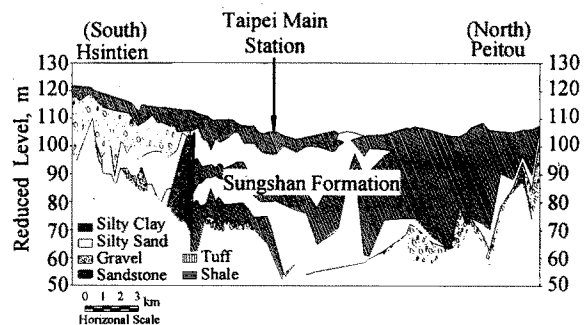 (South)
Hsintien
Taipei Main
Station
(North)
Peitou
130
120
110
100
90
80
70
60
50
Reduced Level, m
130
120
110
100
90
80
70
60
50
Sungshan Formation
Silty Clay
Silty Sand
Gravel
Sandstone
Tuff
Shale
0 1 2 3 km
Horizonal Scale